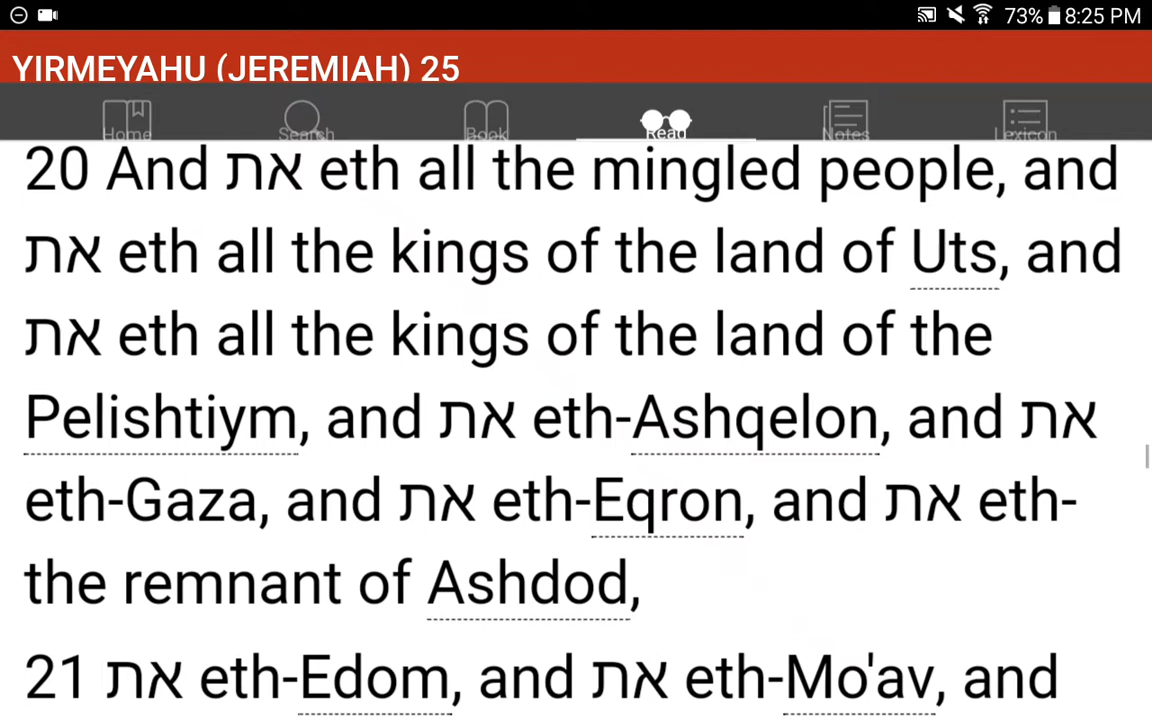 73% 8:25 PM
YIRMEYAHU (JEREMIAH) 25
Home Search Book Read Notes Lexicon
20 And את eth all the mingled people, and
את eth all the kings of the land of Uts, and
את eth all the kings of the land of the
Pelishtiym, and את eth-Ashqelon, and את
eth-Gaza, and את eth-Eqron, and את eth-
the remnant of Ashdod,
21 את eth-Edom, and את eth-Mo'av, and